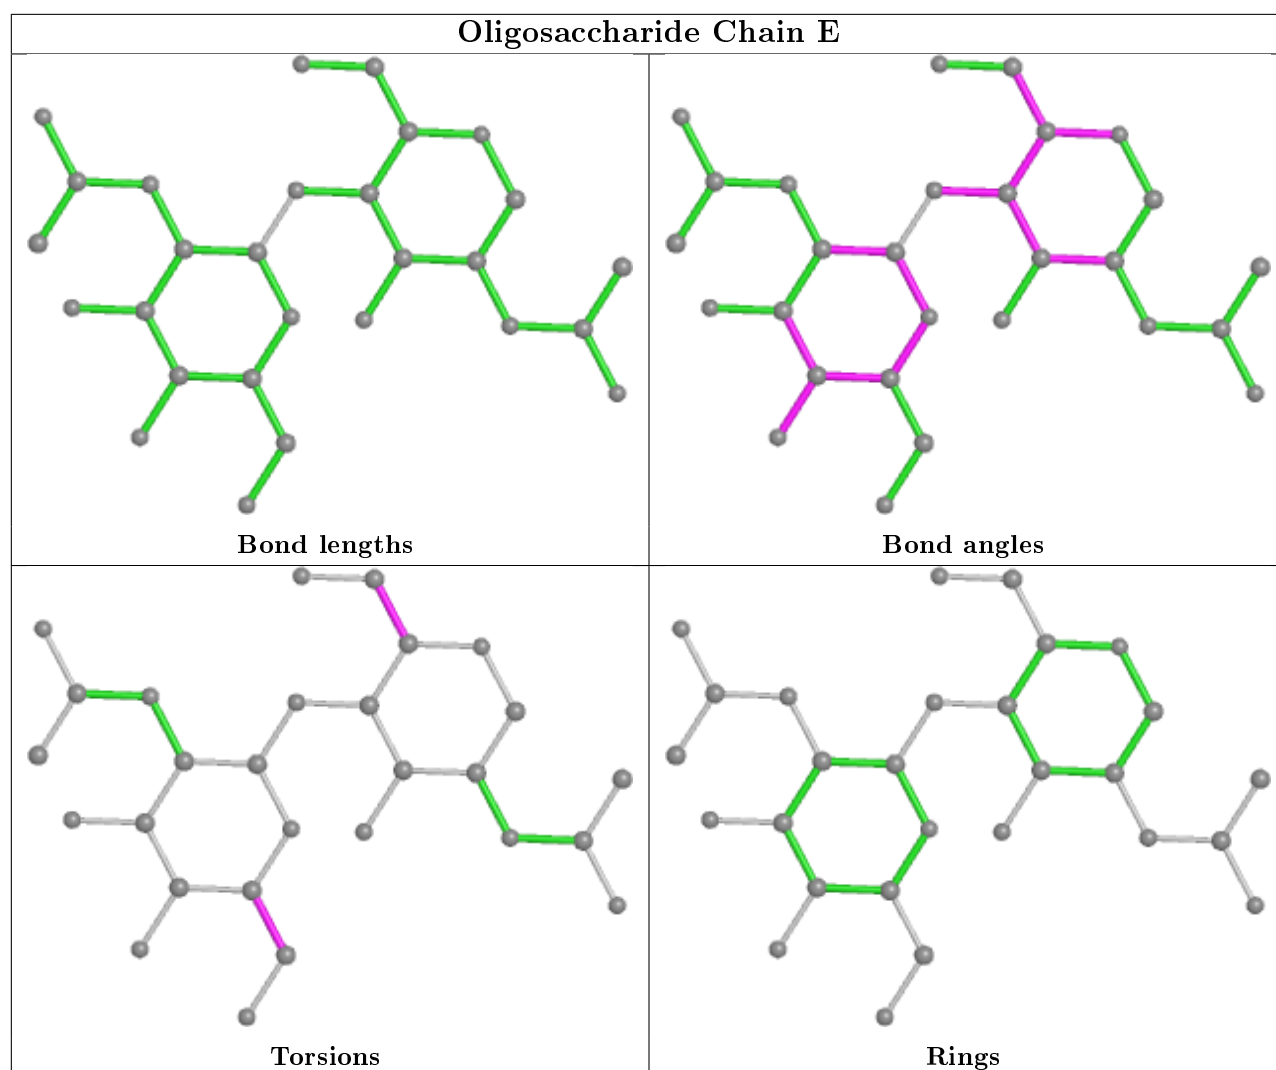 Oligosaccharide Chain E
Bond lengths
Bond angles
Torsions
Rings